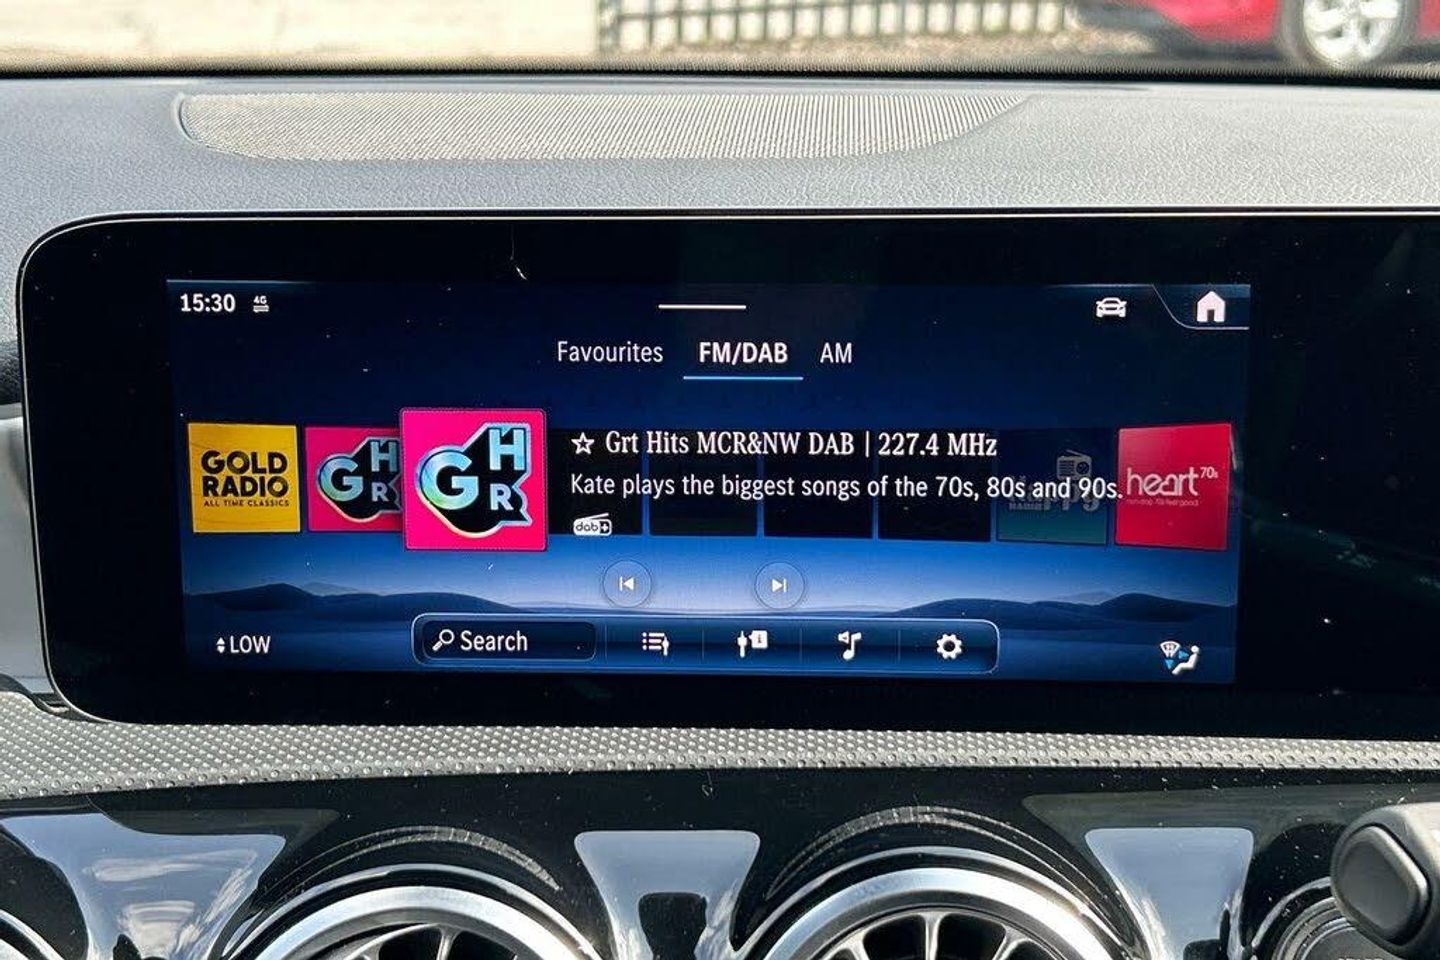 15:30 4G
Favourites FM/DAB AM
GOLD
RADIO
ALL TIME CLASSICS
GHR
GHR
Grt Hits MCR&NW DAB | 227.4 MHz
Kate plays the biggest songs of the 70s, 80s and 90s.
dab+
RADIO
heart 70s
LOW
Search